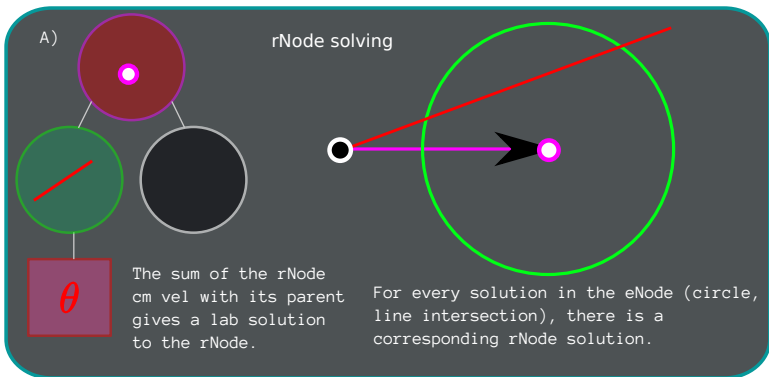 A)
rNode solving
θ
The sum of the rNode
cm vel with its parent
gives a lab solution
to the rNode.
For every solution in the eNode (circle,
line intersection), there is a
corresponding rNode solution.